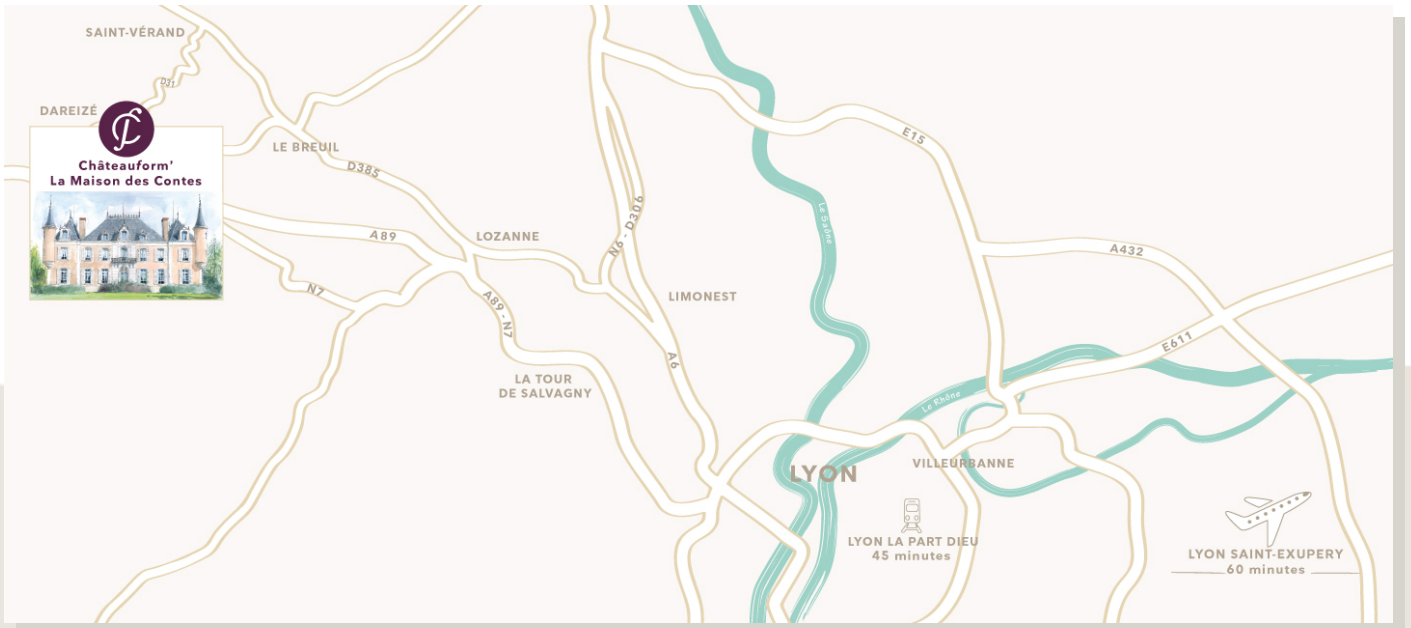 SAINT-VÉRAND
D31
DAREIZÉ
Châteauform’
La Maison des Contes
LE BREUIL
D385
A89
LOZANNE
N7
A89 - N7
N6 - D306
LIMONEST
A6
LA TOUR
DE SALVAGNY
La Saône
E15
A432
E611
Le Rhône
LYON
VILLEURBANNE
LYON LA PART DIEU
45 minutes
LYON SAINT-EXUPERY
60 minutes